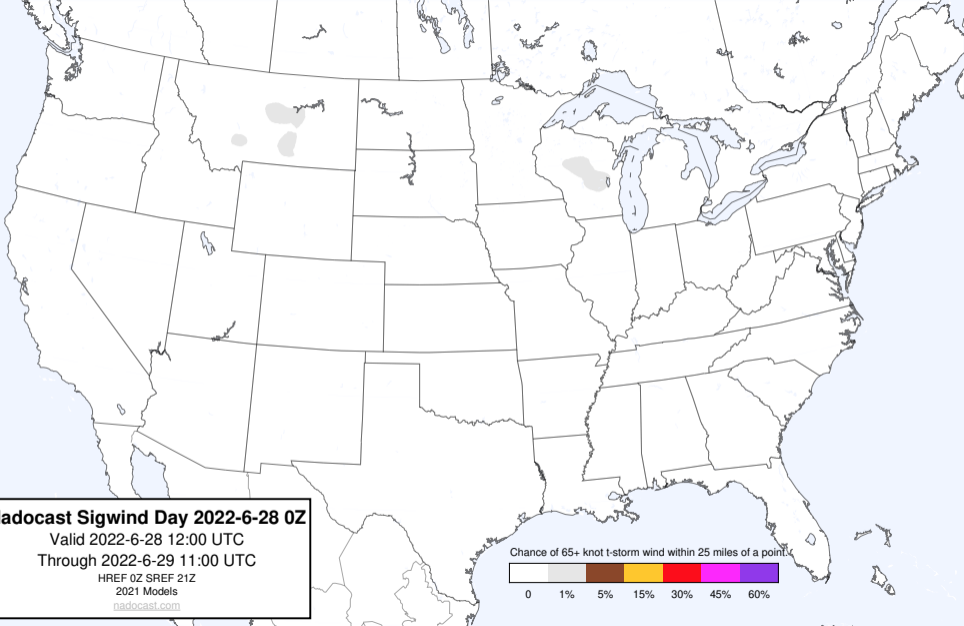 adocast Sigwind Day 2022-6-28 0Z
Valid 2022-6-28 12:00 UTC
Through 2022-6-29 11:00 UTC
HREF 0Z SREF 21Z
2021 Models
nadocast.com
Chance of 65+ knot t-storm wind within 25 miles of a point.
0 1% 5% 15% 30% 45% 60%